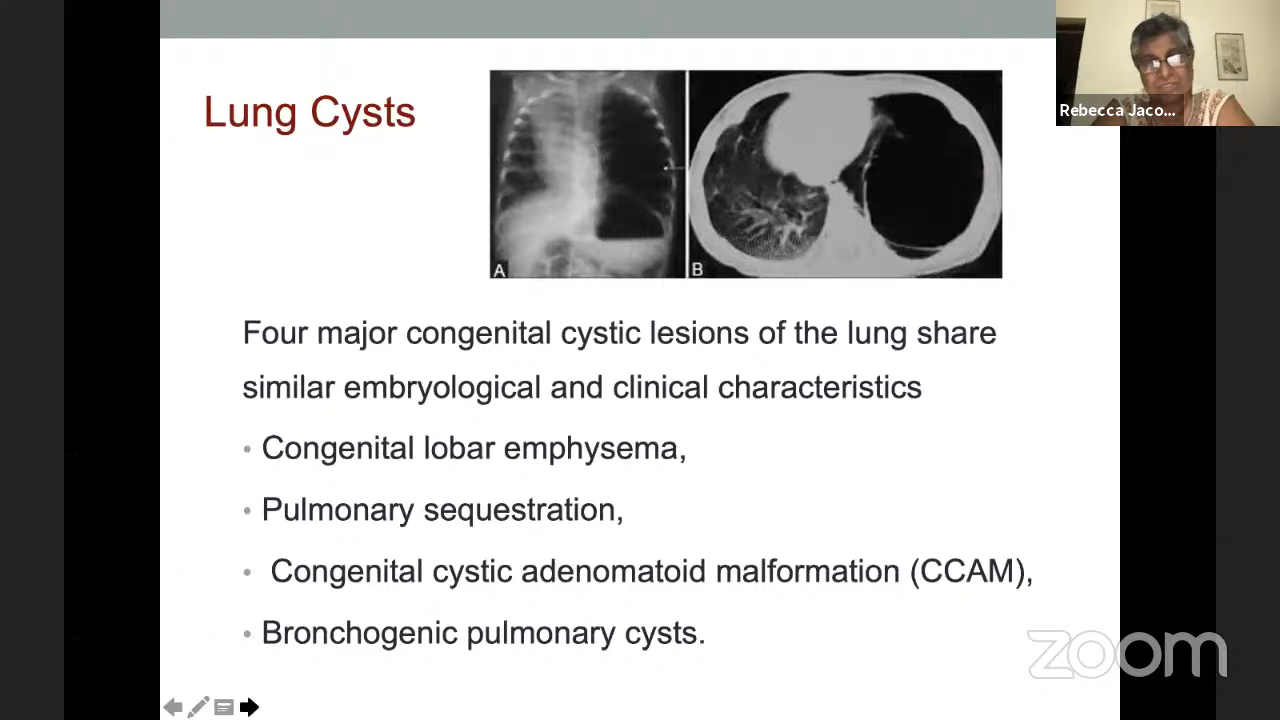 Lung Cysts
A
B
Rebecca Jaco...
Four major congenital cystic lesions of the lung share
similar embryological and clinical characteristics
• Congenital lobar emphysema,
• Pulmonary sequestration,
• Congenital cystic adenomatoid malformation (CCAM),
• Bronchogenic pulmonary cysts.
zoom